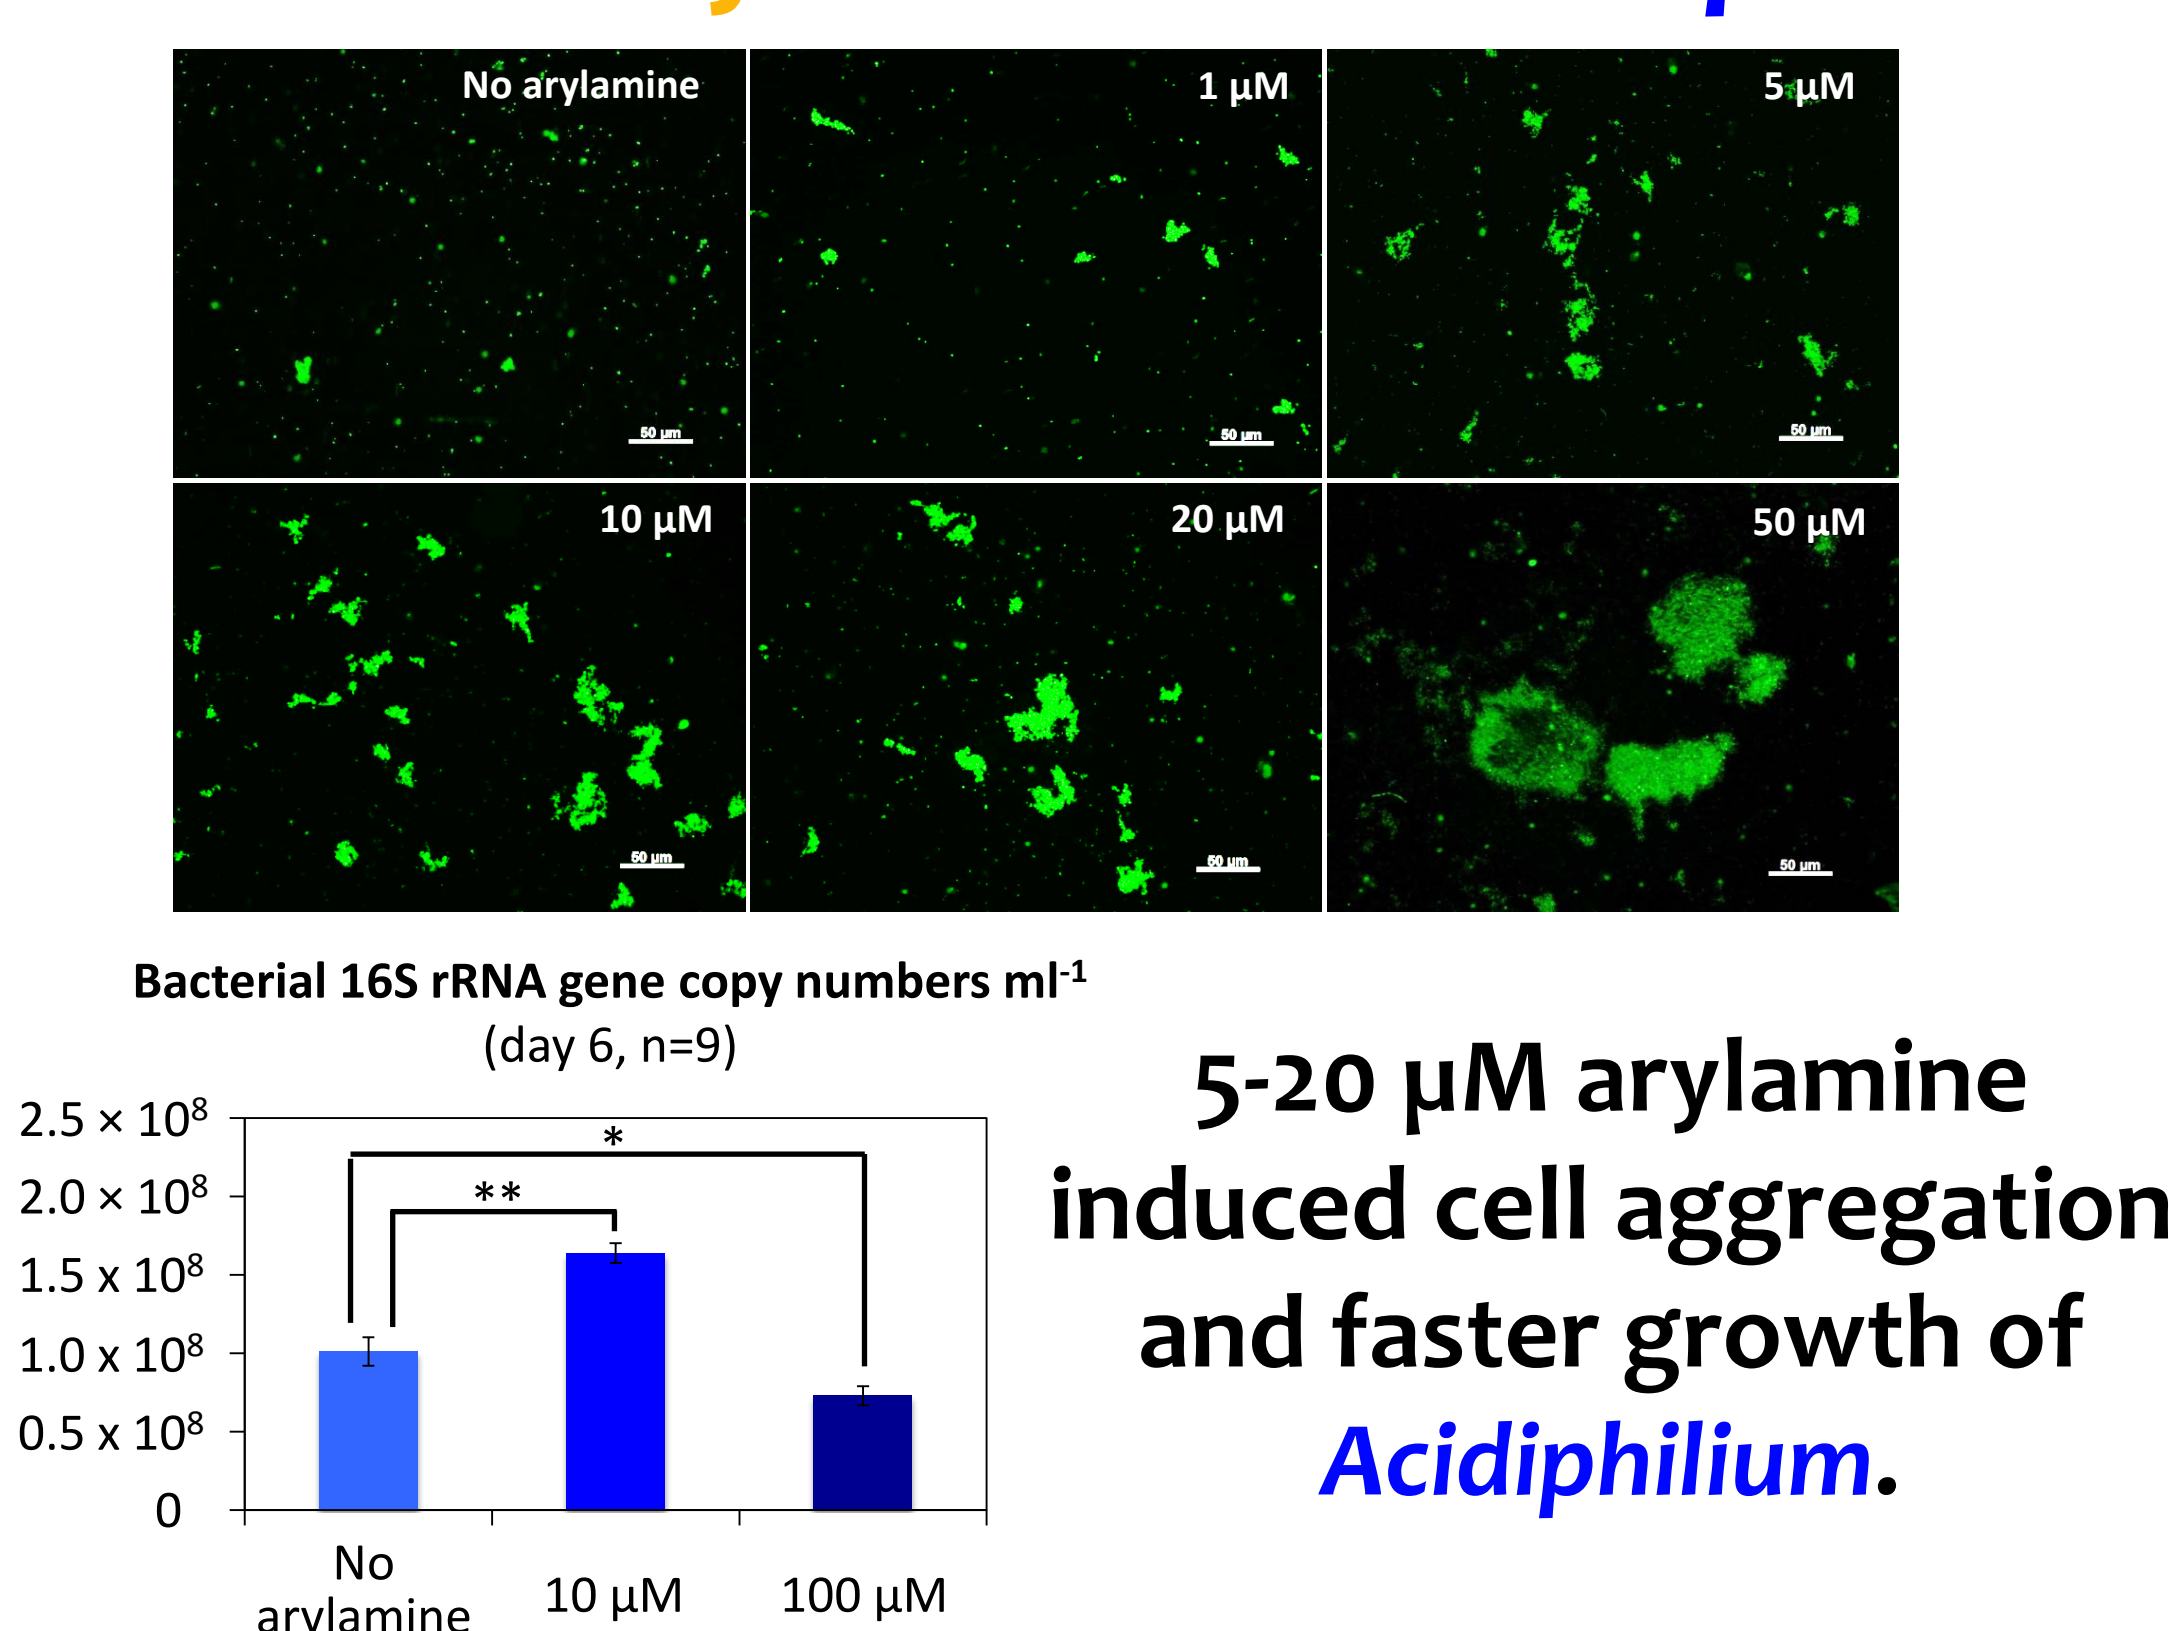 No arylamine
1 µM
5 µM
50 µm
50 µm
50 µm
10 µM
20 µM
50 µM
50 µm
50 µm
50 µm
Bacterial 16S rRNA gene copy numbers ml⁻¹
(day 6, n=9)
2.5 × 10⁸
2.0 × 10⁸
1.5 x 10⁸
1.0 x 10⁸
0.5 x 10⁸
0
*
**
No
arylamine
10 µM
100 µM
5-20 µM arylamine
induced cell aggregation
and faster growth of
Acidiphilium.